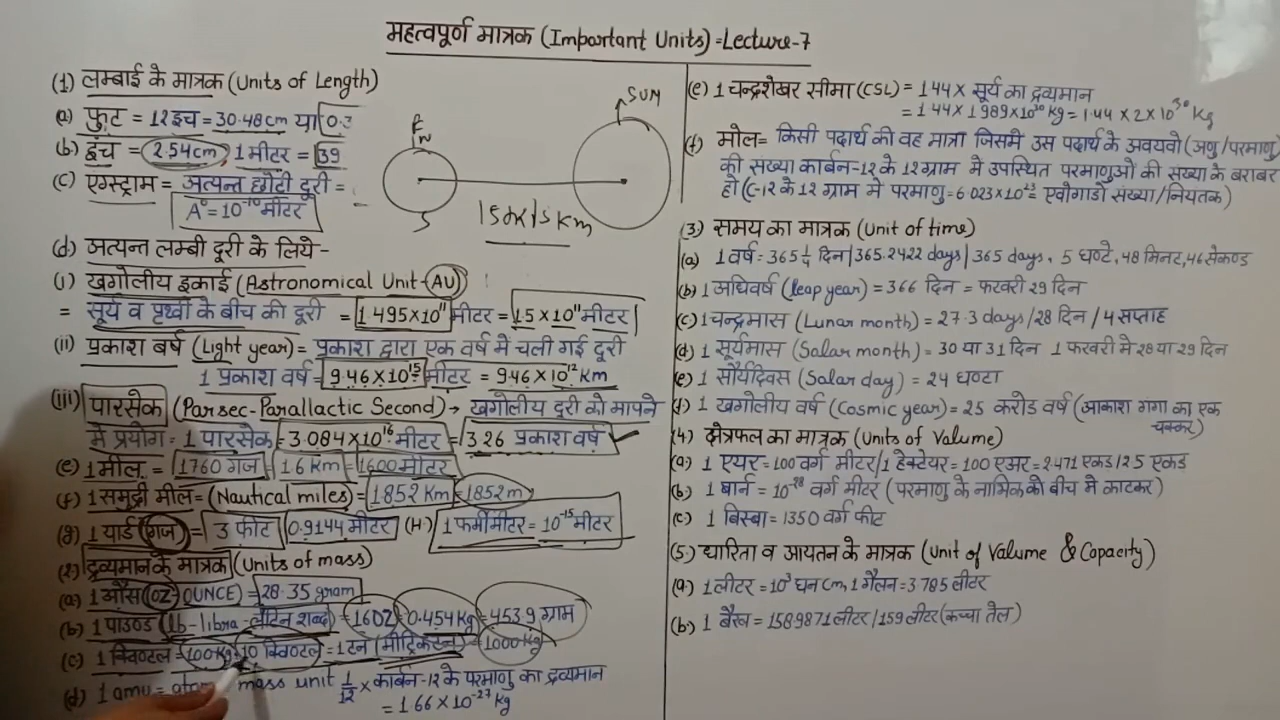 महत्वपूर्ण मात्रक (Important Units) = Lecture-7
(1) लम्बाई के मात्रक (Units of Length)
(a) फुट = 12 इंच = 30.48 cm या 0.3
(b) इंच = 2.54cm, 1 मीटर = 39
(c) एगस्ट्राम = अत्यन्त छोटी दूरी =
A° = 10⁻¹⁰ मीटर
N
S
SUN
150x15 Km
(d) अत्यन्त लम्बी दूरी के लिये-
(i) खगोलीय इकाई (Astronomical Unit-AU)
= सूर्य व पृथ्वी के बीच की दूरी = 1.495×10¹¹ मीटर = 1.5×10¹¹ मीटर
(ii) प्रकाश बर्ष (Light year) = प्रकाश द्वारा एक वर्ष मे चली गई दूरी
1 प्रकाश वर्ष = 9.46×10¹⁵ मीटर = 9.46×10¹² Km
(iii) पारसेक (Parsec-Parallactic Second) → खगोलीय दूरी को मापने
मे प्रयोग = 1 पारसेक = 3.084×10¹⁶ मीटर = 3.26 प्रकाश वर्ष
(e) 1 मील = 1760 गज = 1.6 Km = 1600 मीटर
(f) 1 समुद्री मील = (Nautical miles) = 1.852 Km = 1852 m
(g) 1 यार्ड (गज) = 3 फीट 0.9144 मीटर (H) 1 फर्मीमीटर = 10⁻¹⁵ मीटर
(2) द्रव्यमान के मात्रक (Units of mass)
(a) 1 औंस (OZ-OUNCE) = 28.35 gram
(b) 1 पाउण्ड (lb-libra-लैटिन शब्द) = 16 OZ = 0.454 Kg = 453.9 ग्राम
(c) 1 क्विंटल = 100 Kg, 10 क्विंटल = 1 टन (मीट्रिक टन) = 1000 Kg
(d) 1 amu = mass unit 1/12 × कार्बन-12 के परमाणु का द्रव्यमान
= 1.66×10⁻²⁷ Kg
(e) 1 चन्द्रशेखर सीमा (CSL) = 1.44 × सूर्य का द्रव्यमान
= 1.44×1.989×10³⁰ Kg = 1.44×2×10³⁰ Kg
(f) मोल = किसी पदार्थ की वह मात्रा जिसमे उस पदार्थ के अवयवो (अणु/परमाणु)
की संख्या कार्बन-12 के 12 ग्राम मे उपस्थित परमाणुओ की संख्या के बराबर
हो (C-12 के 12 ग्राम मे परमाणु = 6.023×10²³ एवोगाड्रो संख्या/नियतक)
(3) समय का मात्रक (Unit of time)
(a) 1 वर्ष = 365¼ दिन/365.2422 days/365 days, 5 घण्टे, 48 मिनट, 46 सेकण्ड
(b) 1 अधिवर्ष (leap year) = 366 दिन = फरवरी 29 दिन
(c) 1 चन्द्रमास (Lunar month) = 27.3 days/28 दिन/4 सप्ताह
(d) 1 सूर्यमास (Salar month) = 30 या 31 दिन 1 फरवरी मे 28 या 29 दिन
(e) 1 सौर्यदिवस (Salar day) = 24 घण्टा
(f) 1 खगोलीय वर्ष (Cosmic year) = 25 करोड वर्ष (आकाश गंगा का एक
चक्कर)
(4) क्षेत्रफल का मात्रक (Units of Valume)
(a) 1 एयर = 100 वर्ग मीटर/1 हेक्टेयर = 100 एअर = 2.471 एकड/2.5 एकड
(b) 1 बार्न = 10⁻²⁸ वर्ग मीटर (परमाणु के नाभिक को बीच मे काटकर)
(c) 1 बिस्बा = 1350 वर्ग फीट
(5) धारिता व आयतन के मात्रक (Unit of Valume & Capacity)
(a) 1 लीटर = 10³ घन cm, 1 गैलन = 3.785 लीटर
(b) 1 बैरल = 158.9871 लीटर/159 लीटर (कच्चा तेल)